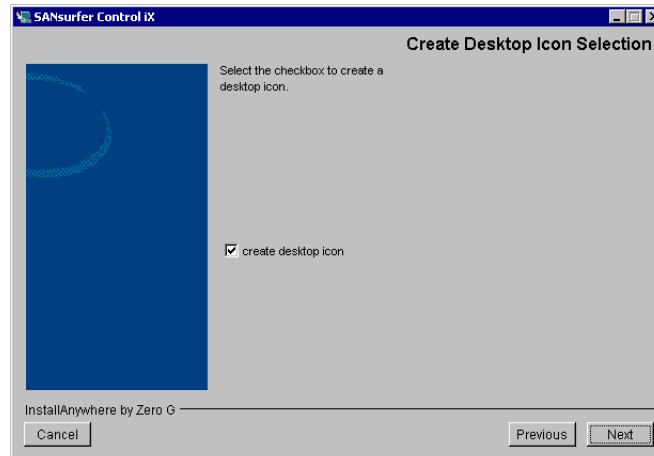 SANsurfer Control iX
Create Desktop Icon Selection
Select the checkbox to create a
desktop icon.
create desktop icon
InstallAnywhere by Zero G
Cancel
Previous
Next